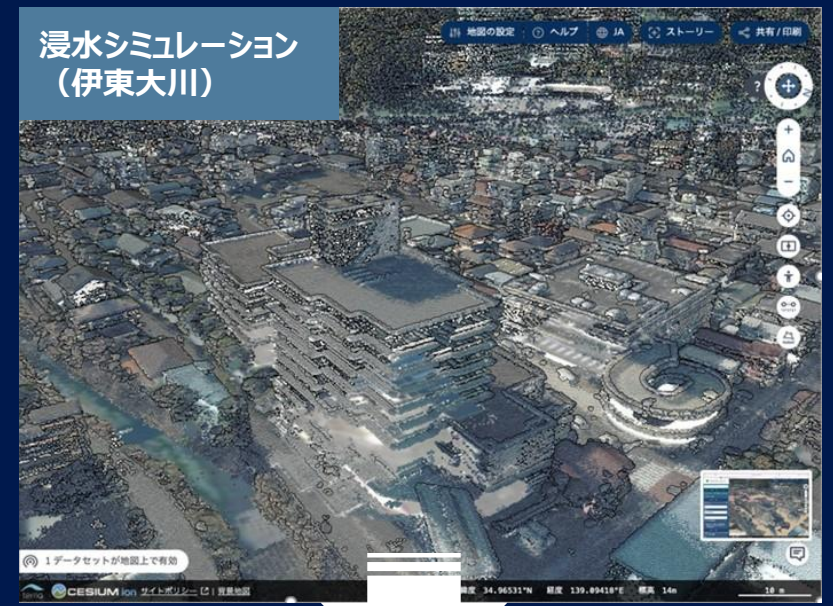 浸水シミュレーション
（伊東大川）
地図の設定 ヘルプ JA ストーリー 共有/印刷
?
1データセットが地図上で有効
CESIUM ion サイトポリシー | 背景地図
緯度 34.96531°N 経度 139.09418°E 標高 14m
10 m